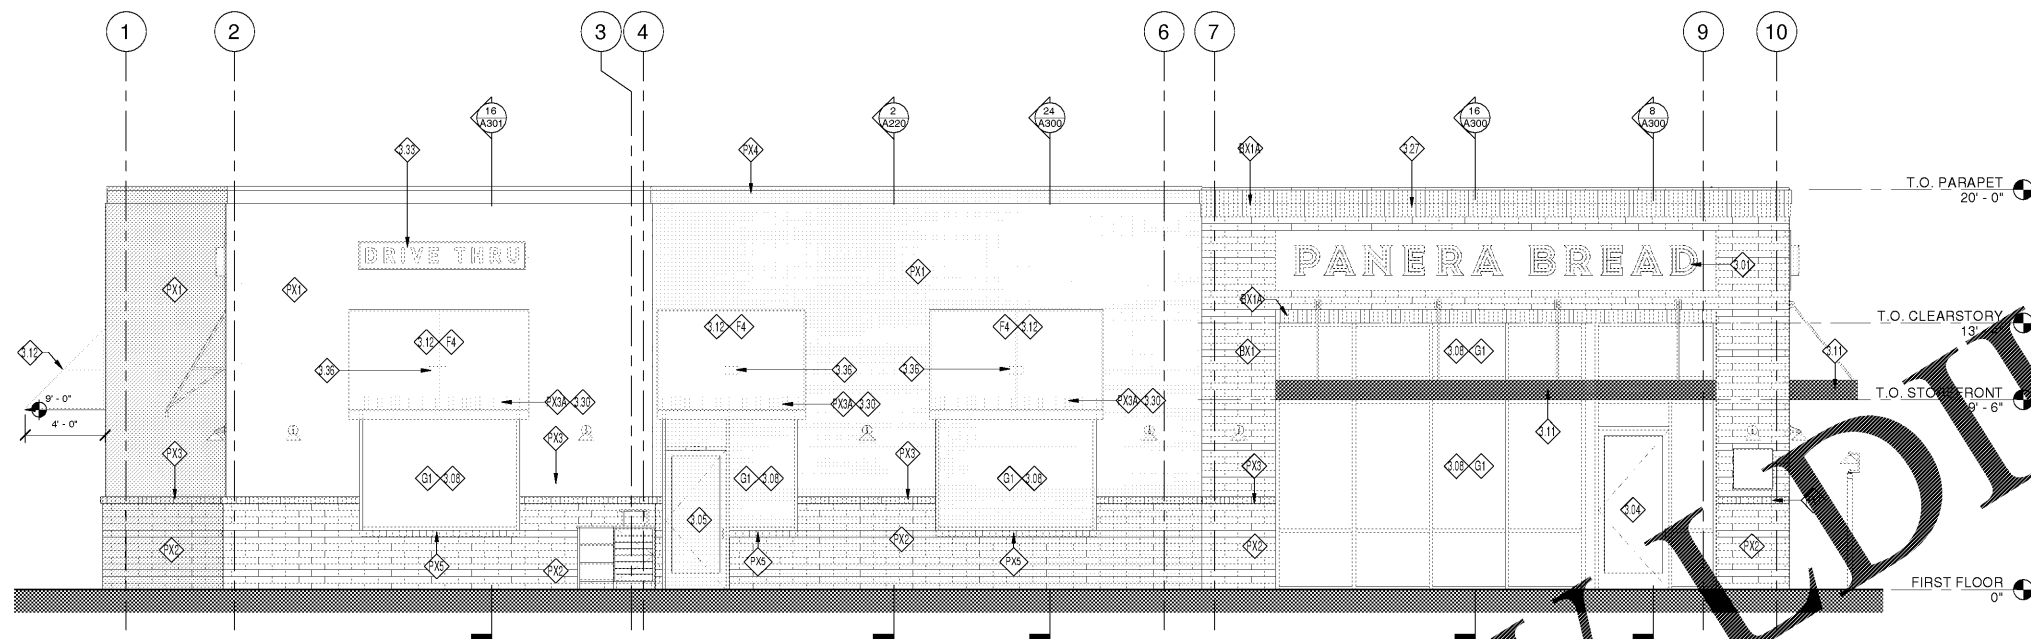 1 2 3 4 6 7 9 10
16 2 24 16 8
A301 A220 A300 A300 A300
3.33 PX4 BX1A 3.27
T.O. PARAPET
20' - 0"
DRIVE THRU PANERA BREAD 3.01
PX1 PX1 PX1
BX1A
T.O. CLEARSTORY
13' -
3.12 F4 3.12 F4 F4 3.12
3.12 BX1 3.08 G1 3.11
3.36 3.36 3.36
T.O. STOREFRONT
9' - 6"
9' - 0"
PX3A 3.30 PX3A 3.30 PX3A 3.30
4' - 0"
3.11
PX3 PX3 PX3 PX3
G1 3.08 G1 3.08 G1 3.08 3.08 G1
3.05 3.04
PX2 PX2 PX2 PX2 PX2
PX5 PX5 PX5
FIRST FLOOR
0"